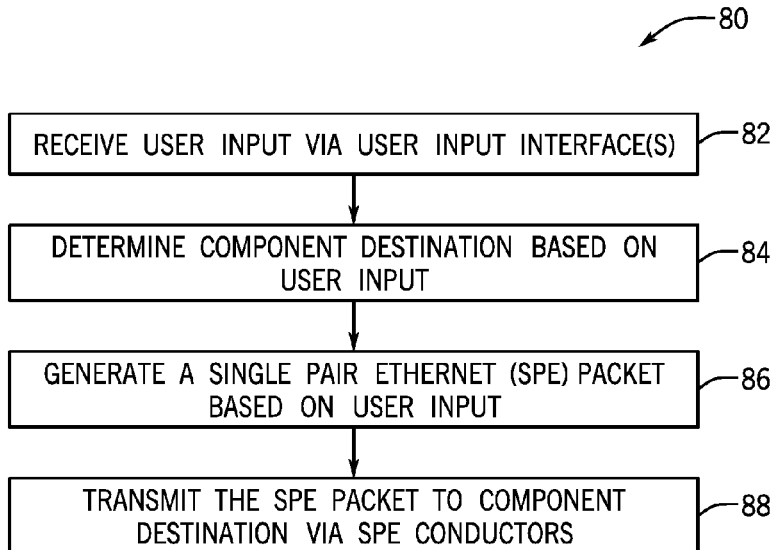 80
RECEIVE USER INPUT VIA USER INPUT INTERFACE(S)
82
DETERMINE COMPONENT DESTINATION BASED ON
USER INPUT
84
GENERATE A SINGLE PAIR ETHERNET (SPE) PACKET
BASED ON USER INPUT
86
TRANSMIT THE SPE PACKET TO COMPONENT
DESTINATION VIA SPE CONDUCTORS
88